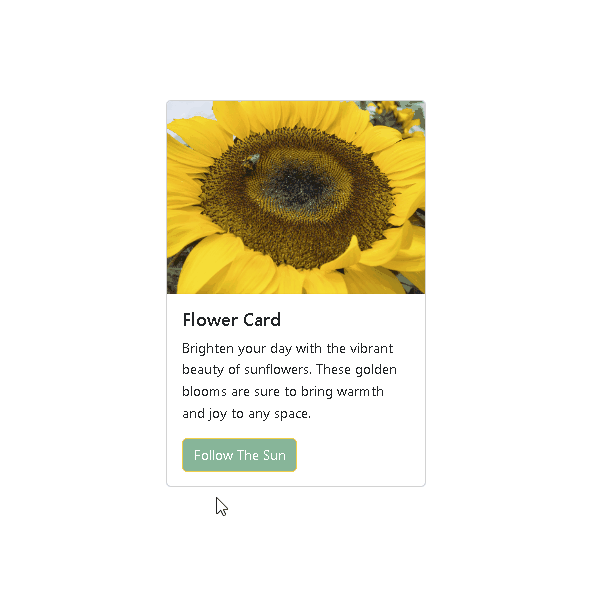 Flower Card
Brighten your day with the vibrant
beauty of sunflowers. These golden
blooms are sure to bring warmth
and joy to any space.
Follow The Sun